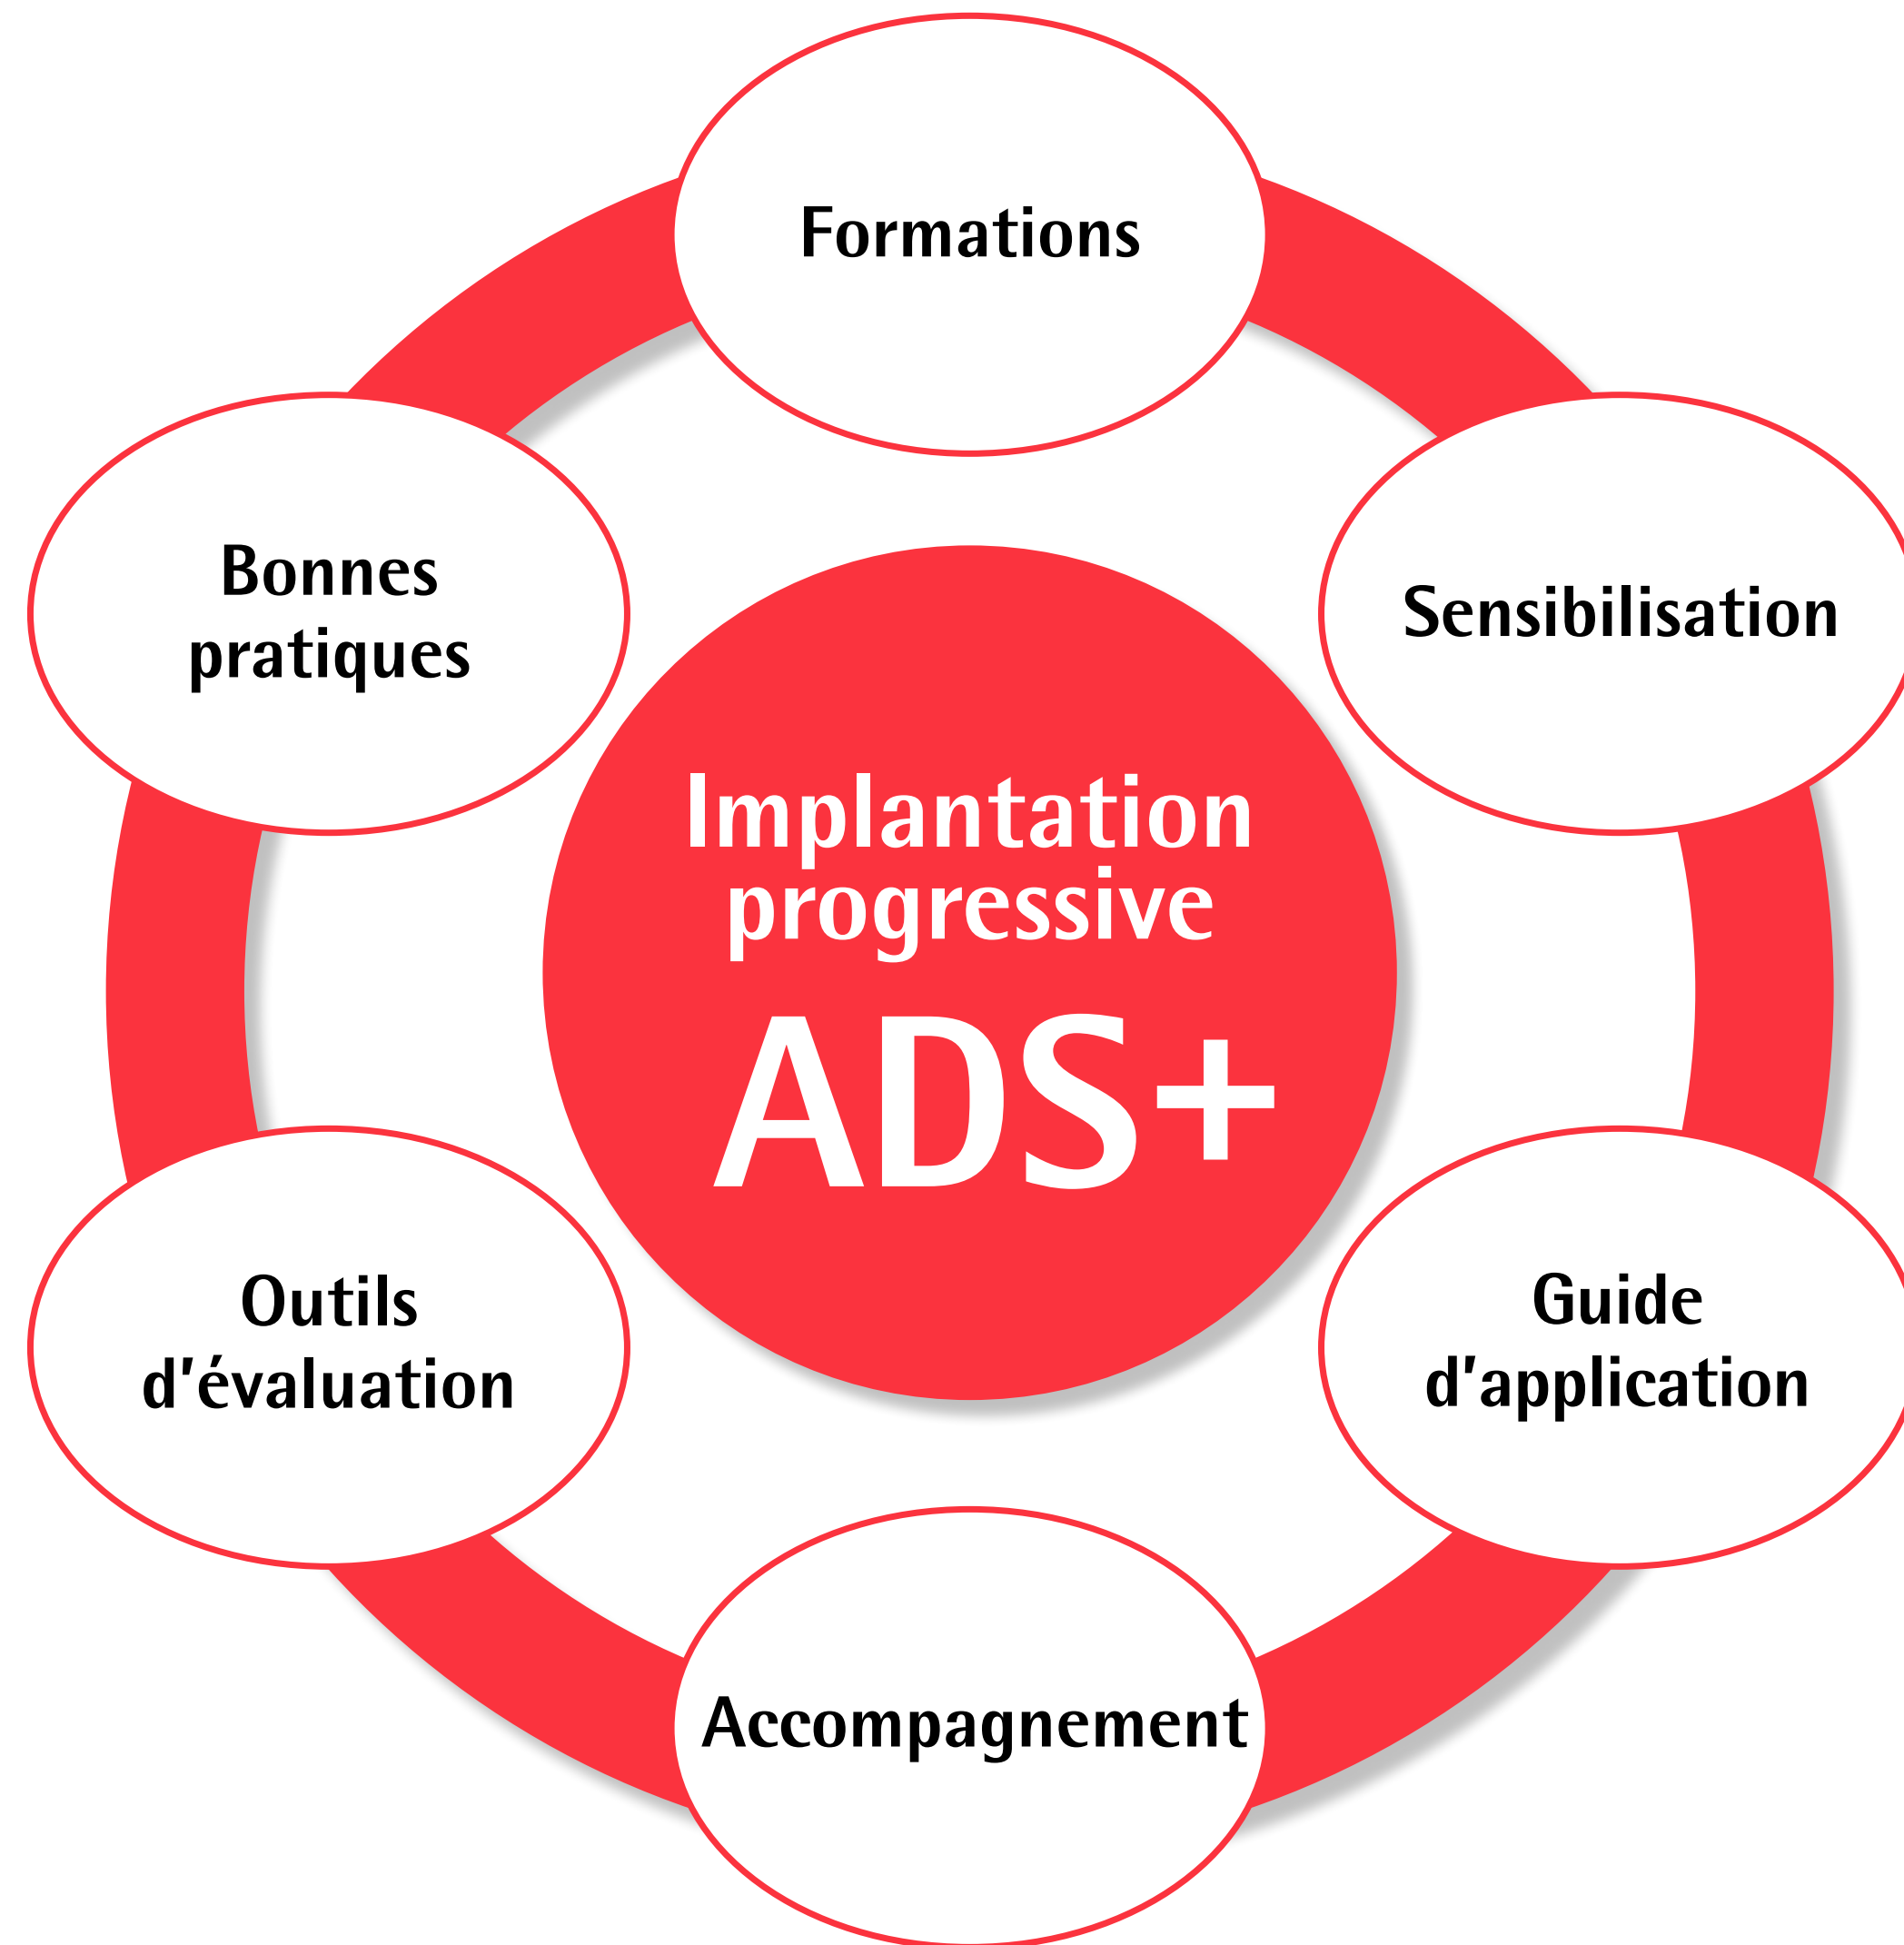 Formations
Sensibilisation
Guide
d'application
Accompagnement
Outils
d'évaluation
Bonnes
pratiques
Implantation
progressive
ADS+